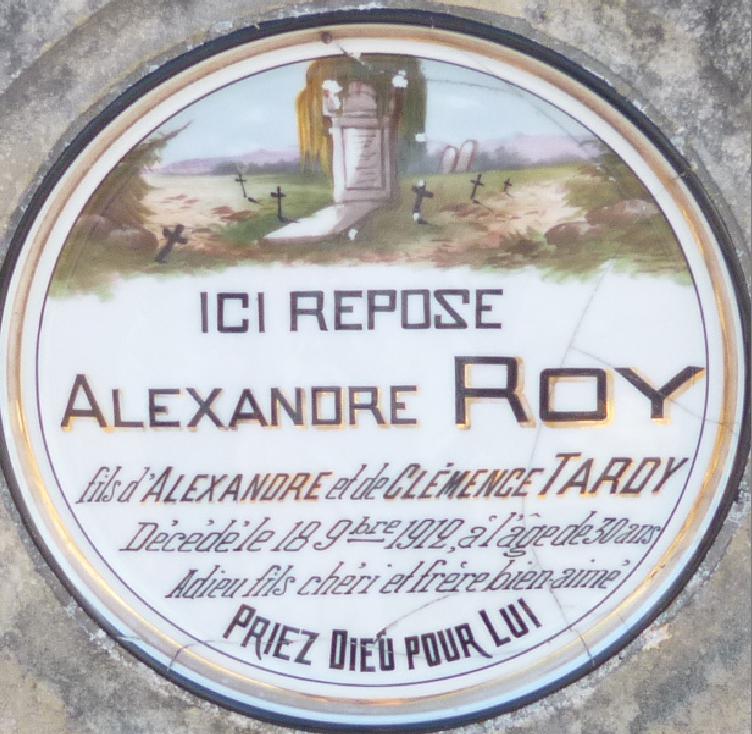 ICI REPOSE
ALEXANDRE ROY
fils d'ALEXANDRE et de CLÉMENCE TARDY
Décédé le 18 9bre 1912, à l'âge de 30 ans
Adieu fils chéri et frère bien-aimé
PRIEZ DIEU POUR LUI